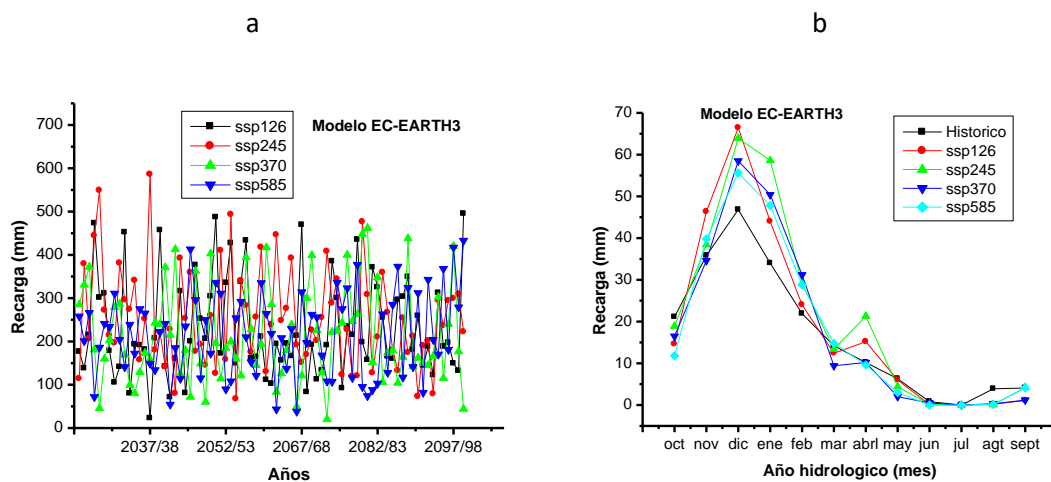 a
b
Modelo EC-EARTH3
ssp126
ssp245
ssp370
ssp585
Recarga (mm)
700
600
500
400
300
200
100
0
2037/38 2052/53 2067/68 2082/83 2097/98
Años
Modelo EC-EARTH3
Historico
ssp126
ssp245
ssp370
ssp585
Recarga (mm)
70
60
50
40
30
20
10
0
oct nov dic ene feb mar abrl may jun jul agt sept
Año hidrologico (mes)